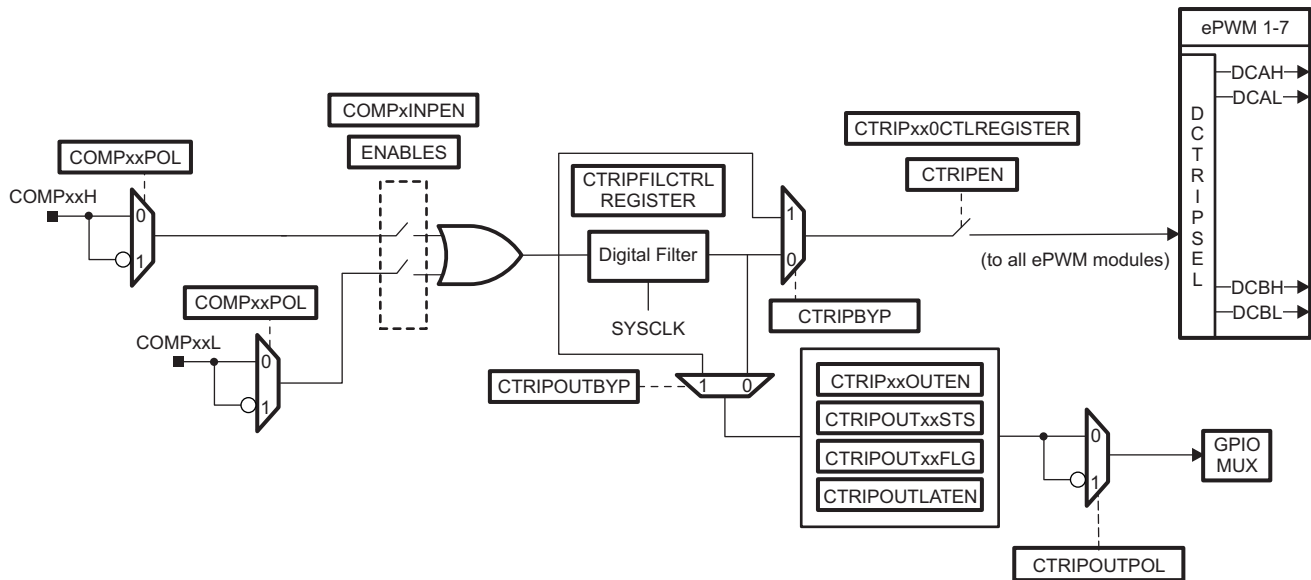 ePWM 1-7
DCTRIPSEL
DCAH
DCAL
DCBH
DCBL
COMPxINPEN
ENABLES
COMPxxPOL
COMPxxH
0
1
COMPxxPOL
COMPxxL
0
1
CTRIPFILCTRL
REGISTER
Digital Filter
SYSCLK
1
0
CTRIPBYP
CTRIPxx0CTLREGISTER
CTRIPEN
(to all ePWM modules)
CTRIPOUTBYP
1 0
CTRIPxxOUTEN
CTRIPOUTxxSTS
CTRIPOUTxxFLG
CTRIPOUTLATEN
0
1
CTRIPOUTPOL
GPIO
MUX